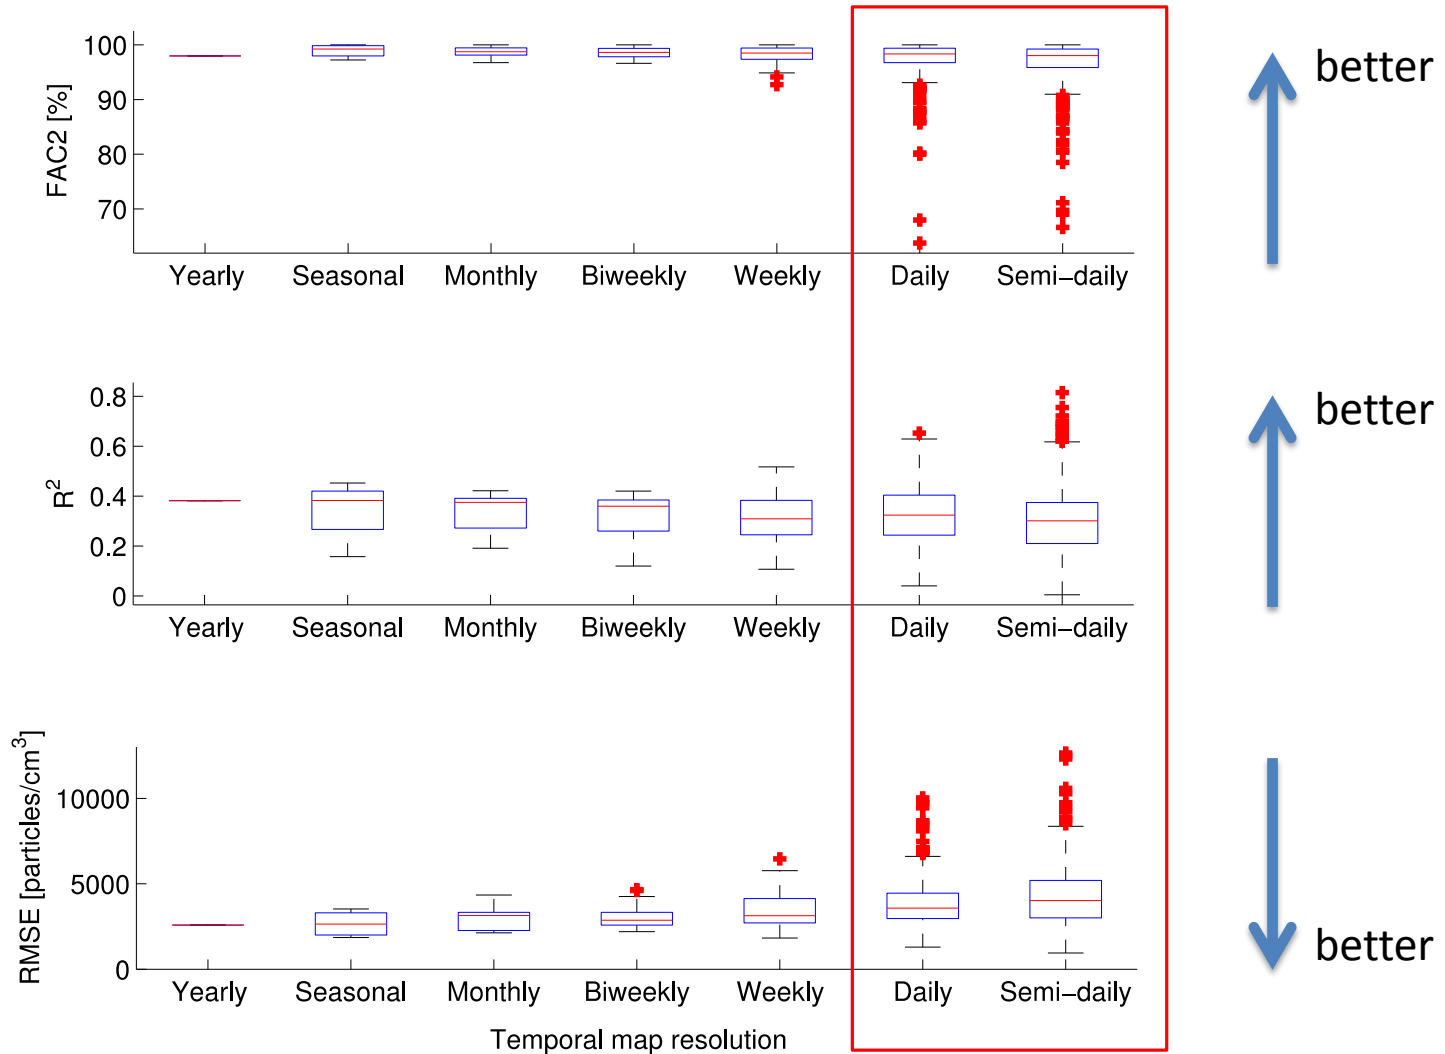 100
90
80
70
FAC2 [%]
Yearly Seasonal Monthly Biweekly Weekly Daily Semi−daily
better
0.8
0.6
0.4
0.2
0
R²
Yearly Seasonal Monthly Biweekly Weekly Daily Semi−daily
better
10000
5000
0
RMSE [particles/cm³]
Yearly Seasonal Monthly Biweekly Weekly Daily Semi−daily
better
Temporal map resolution